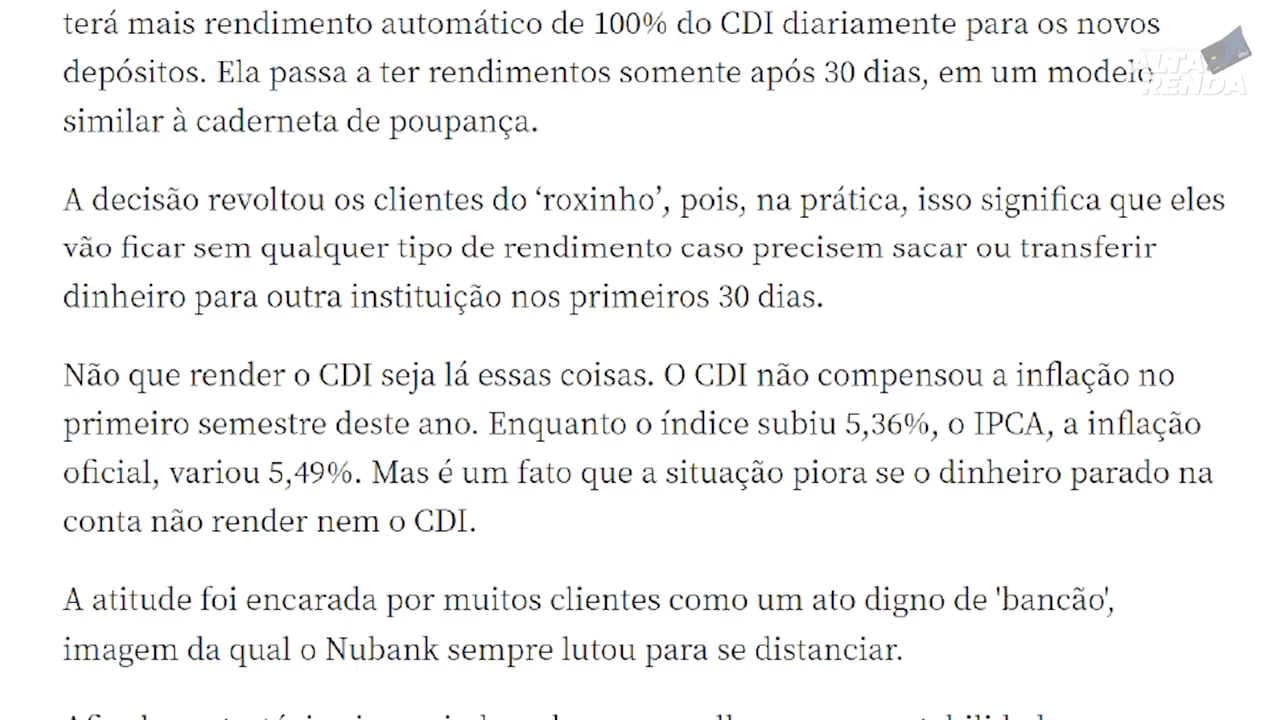 terá mais rendimento automático de 100% do CDI diariamente para os novos
depósitos. Ela passa a ter rendimentos somente após 30 dias, em um modelo
similar à caderneta de poupança.
A decisão revoltou os clientes do ‘roxinho’, pois, na prática, isso significa que eles
vão ficar sem qualquer tipo de rendimento caso precisem sacar ou transferir
dinheiro para outra instituição nos primeiros 30 dias.
Não que render o CDI seja lá essas coisas. O CDI não compensou a inflação no
primeiro semestre deste ano. Enquanto o índice subiu 5,36%, o IPCA, a inflação
oficial, variou 5,49%. Mas é um fato que a situação piora se o dinheiro parado na
conta não render nem o CDI.
A atitude foi encarada por muitos clientes como um ato digno de 'bancão',
imagem da qual o Nubank sempre lutou para se distanciar.
ALTA
RENDA